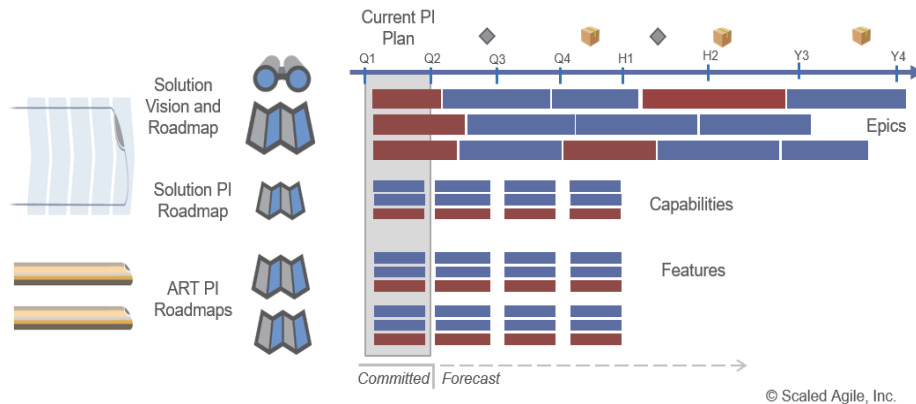 Current PI
Plan
Q1
Q2
Q3
Q4
H1
H2
Y3
Y4
Solution
Vision and
Roadmap
Epics
Solution PI
Roadmap
Capabilities
ART PI
Roadmaps
Features
Committed
Forecast
© Scaled Agile, Inc.